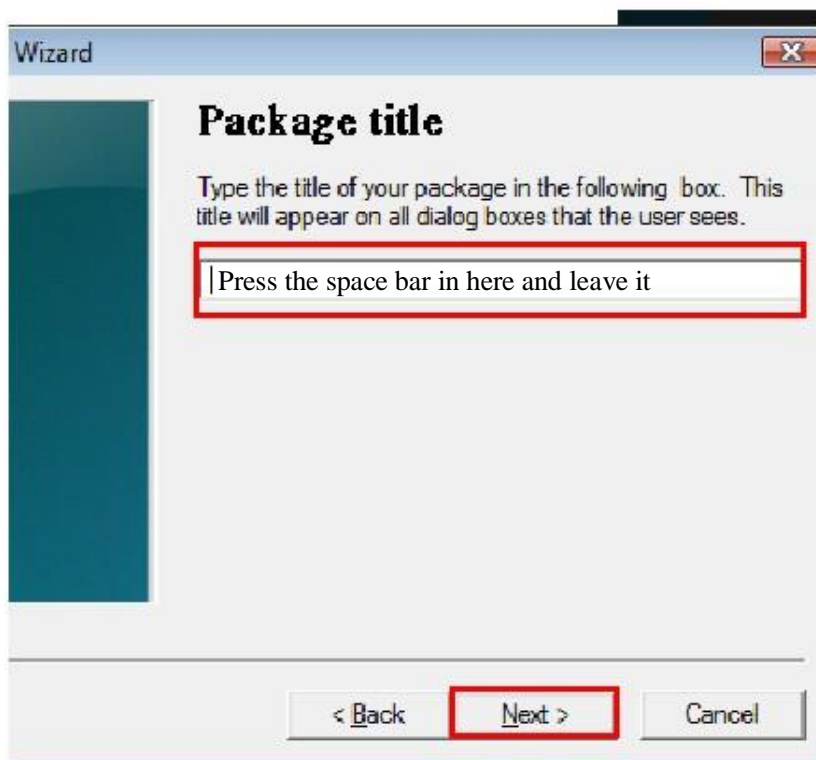 Wizard
Package title
Type the title of your package in the following box. This
title will appear on all dialog boxes that the user sees.
Press the space bar in here and leave it
< Back
Next >
Cancel